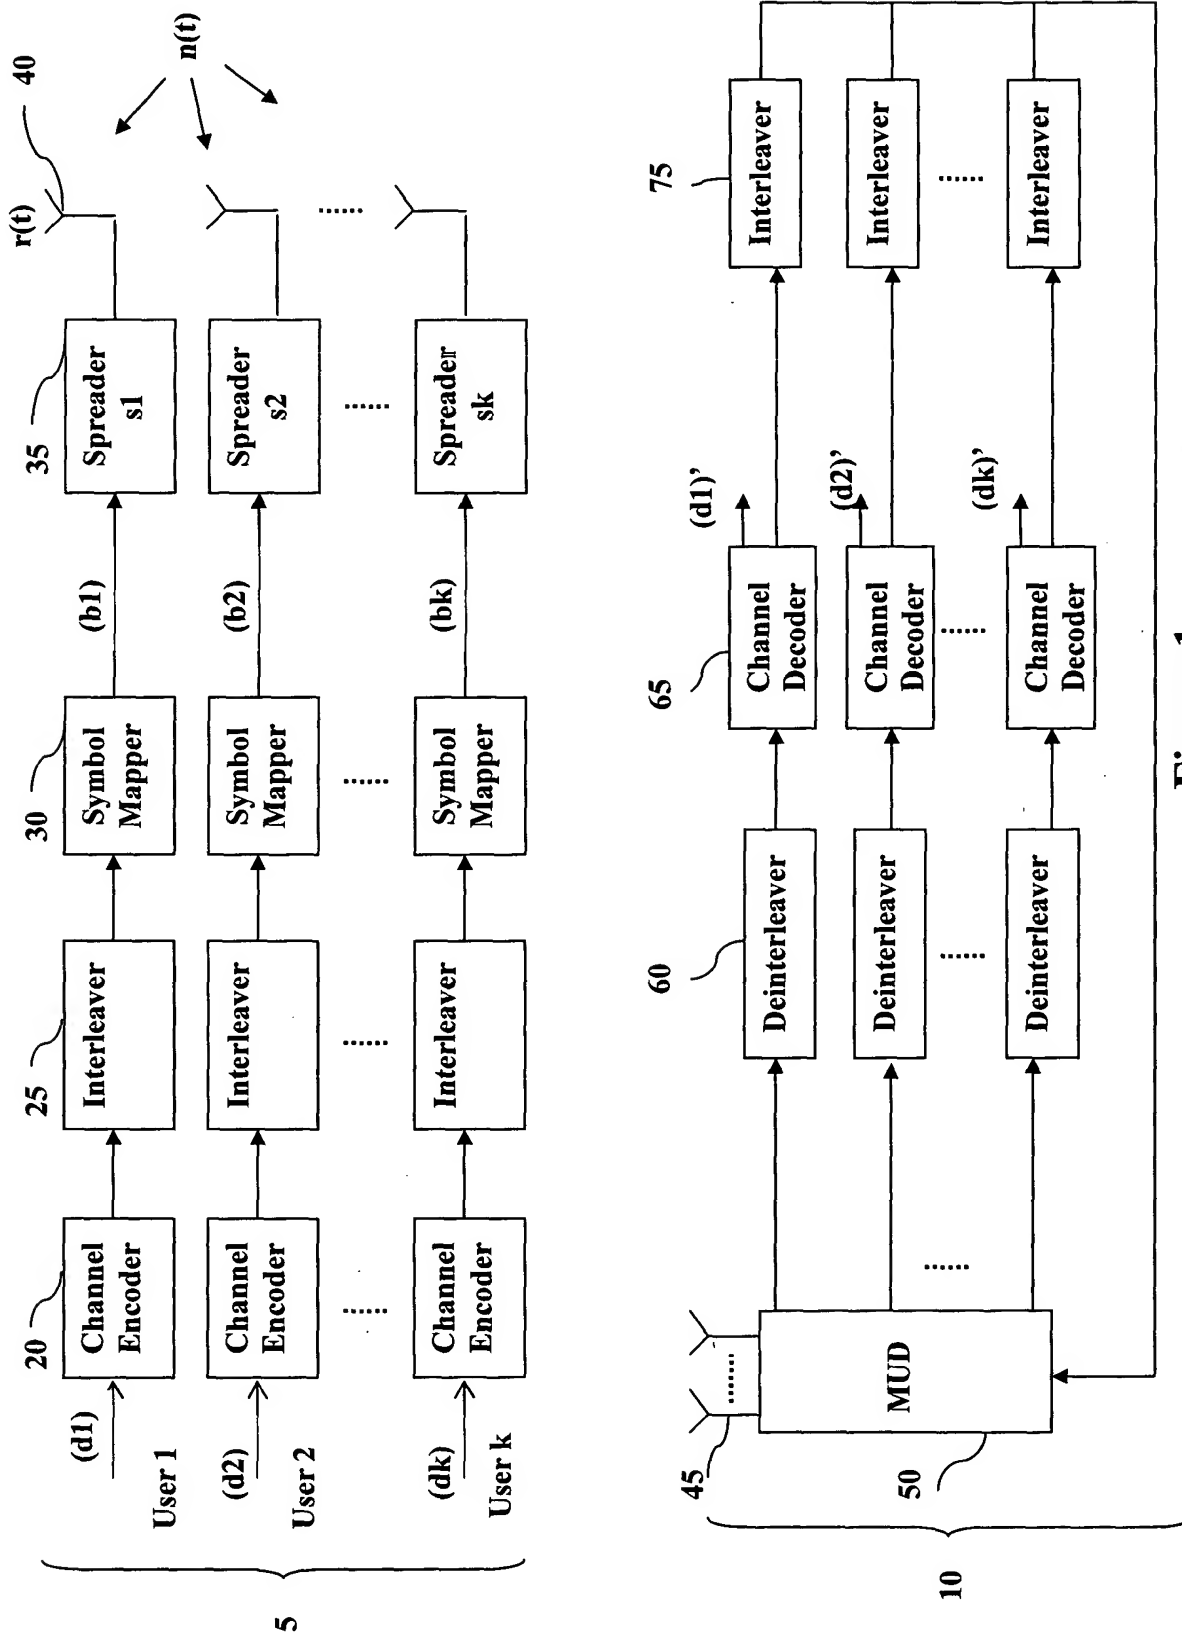 5
User 1
(d1)
20
Channel
Encoder
25
Interleaver
30
Symbol
Mapper
(b1)
35
Spreader
s1
r(t)
40
n(t)
User 2
(d2)
Channel
Encoder
Interleaver
Symbol
Mapper
(b2)
Spreader
s2
User k
(dk)
Channel
Encoder
Interleaver
Symbol
Mapper
(bk)
Spreader
sk
10
45
50
MUD
60
Deinterleaver
65
Channel
Decoder
(d1)’
75
Interleaver
Deinterleaver
Channel
Decoder
(d2)’
Interleaver
Deinterleaver
Channel
Decoder
(dk)’
Interleaver